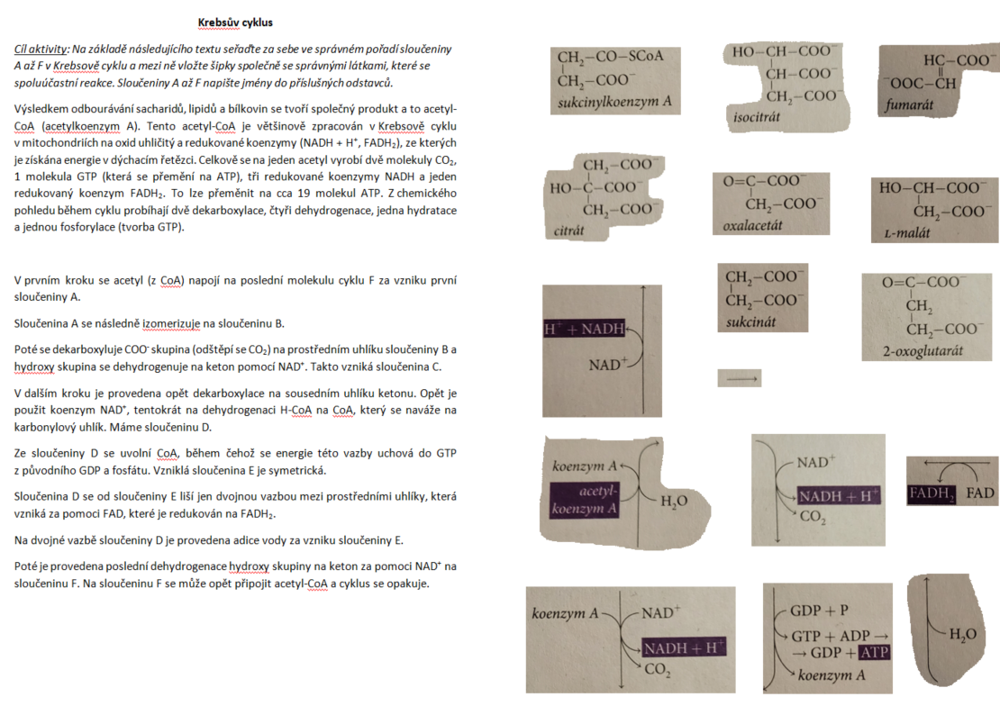 Krebsův cyklus
Cíl aktivity: Na základě následujícího textu seřaďte za sebe ve správném pořadí sloučeniny
A až F v Krebsově cyklu a mezi ně vložte šipky společně se správnými látkami, které se
spoluúčastní reakce. Sloučeniny A až F napište jmény do příslušných odstavců.
Výsledkem odbourávání sacharidů, lipidů a bílkovin se tvoří společný produkt a to acetyl-
CoA (acetylkoenzym A). Tento acetyl-CoA je většinově zpracován v Krebsově cyklu
v mitochondriích na oxid uhličitý a redukované koenzymy (NADH + H⁺, FADH₂), ze kterých
je získána energie v dýchacím řetězci. Celkově se na jeden acetyl vyrobí dvě molekuly CO₂,
1 molekula GTP (která se přemění na ATP), tři redukované koenzymy NADH a jeden
redukovaný koenzym FADH₂. To lze přeměnit na cca 19 molekul ATP. Z chemického
pohledu během cyklu probíhají dvě dekarboxylace, čtyři dehydrogenace, jedna hydratace
a jednou fosforylace (tvorba GTP).
V prvním kroku se acetyl (z CoA) napojí na poslední molekulu cyklu F za vzniku první
sloučeniny A.
Sloučenina A se následně izomerizuje na sloučeninu B.
Poté se dekarboxyluje COO⁻ skupina (odštěpí se CO₂) na prostředním uhlíku sloučeniny B a
hydroxy skupina se dehydrogenuje na keton pomocí NAD⁺. Takto vzniká sloučenina C.
V dalším kroku je provedena opět dekarboxylace na sousedním uhlíku ketonu. Opět je
použit koenzym NAD⁺, tentokrát na dehydrogenaci H-CoA na CoA, který se naváže na
karbonylový uhlík. Máme sloučeninu D.
Ze sloučeniny D se uvolní CoA, během čehož se energie této vazby uchová do GTP
z původního GDP a fosfátu. Vzniklá sloučenina E je symetrická.
Sloučenina D se od sloučeniny E liší jen dvojnou vazbou mezi prostředními uhlíky, která
vzniká za pomoci FAD, které je redukován na FADH₂.
Na dvojné vazbě sloučeniny D je provedena adice vody za vzniku sloučeniny E.
Poté je provedena poslední dehydrogenace hydroxy skupiny na keton za pomoci NAD⁺ na
sloučeninu F. Na sloučeninu F se může opět připojit acetyl-CoA a cyklus se opakuje.
CH₂–CO–SCoA
CH₂–COO⁻
sukcinylkoenzym A
HO–CH–COO⁻
CH–COO⁻
CH₂–COO⁻
isocitrát
HC–COO⁻
⁻OOC–CH
fumarát
CH₂–COO⁻
HO–C–COO⁻
CH₂–COO⁻
citrát
O=C–COO⁻
CH₂–COO⁻
oxalacetát
HO–CH–COO⁻
CH₂–COO⁻
L-malát
CH₂–COO⁻
CH₂–COO⁻
sukcinát
O=C–COO⁻
CH₂
CH₂–COO⁻
2-oxoglutarát
H⁺ + NADH
NAD⁺
koenzym A
acetyl-
koenzym A
H₂O
NAD⁺
NADH + H⁺
CO₂
FADH₂ FAD
koenzym A NAD⁺
NADH + H⁺
CO₂
GDP + P
GTP + ADP →
→ GDP + ATP
koenzym A
H₂O